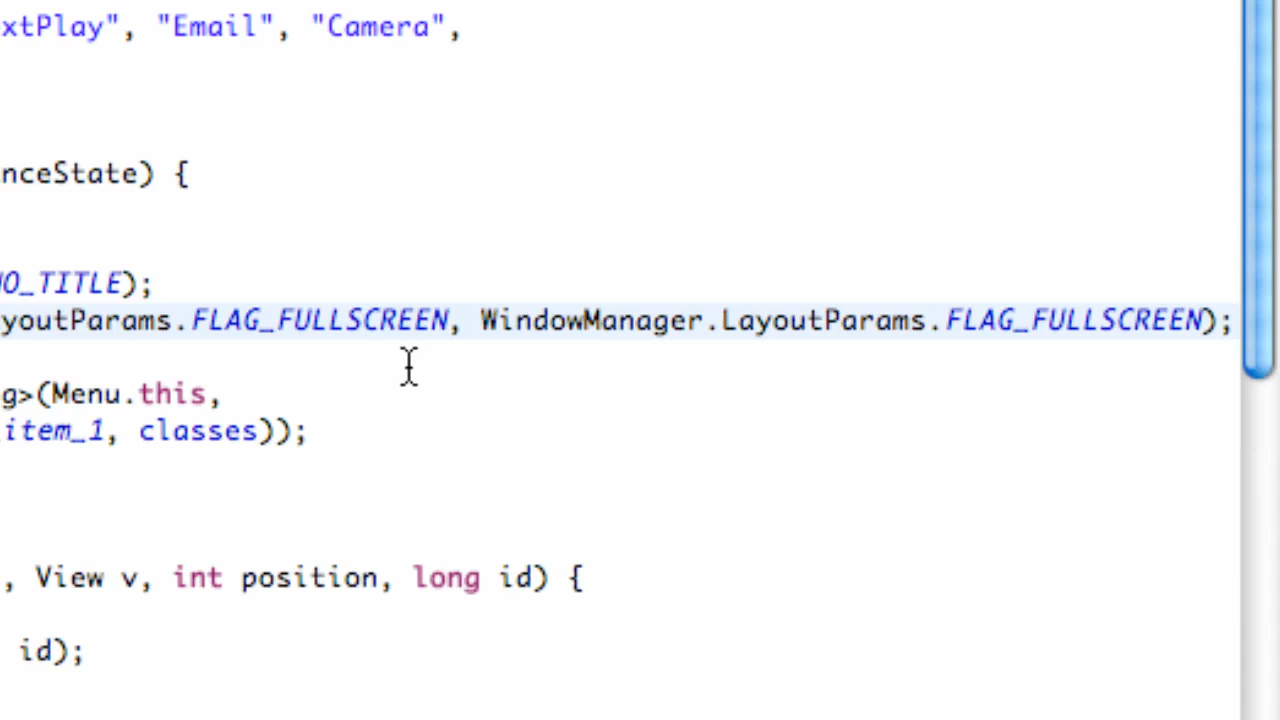 xtPlay", "Email", "Camera",
nceState) {
NO_TITLE);
youtParams.FLAG_FULLSCREEN, WindowManager.LayoutParams.FLAG_FULLSCREEN);
g>(Menu.this,
item_1, classes));
, View v, int position, long id) {
id);